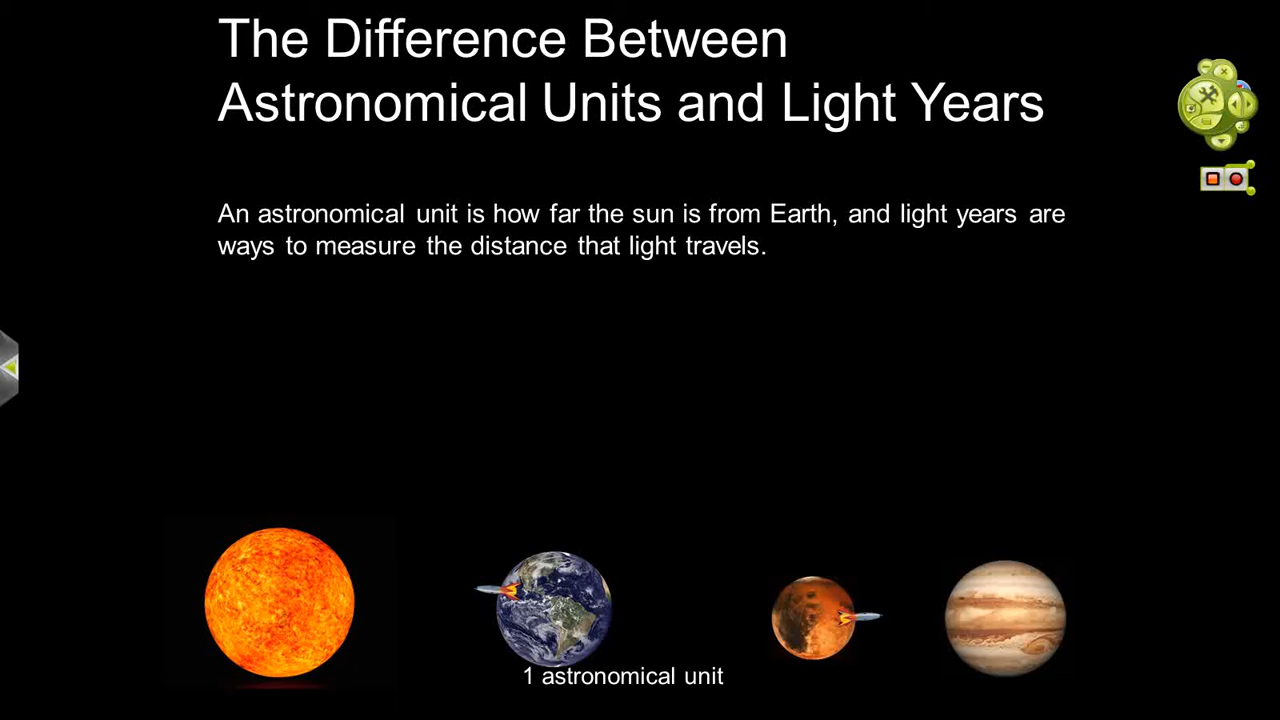 The Difference Between
Astronomical Units and Light Years
An astronomical unit is how far the sun is from Earth, and light years are
ways to measure the distance that light travels.
1 astronomical unit